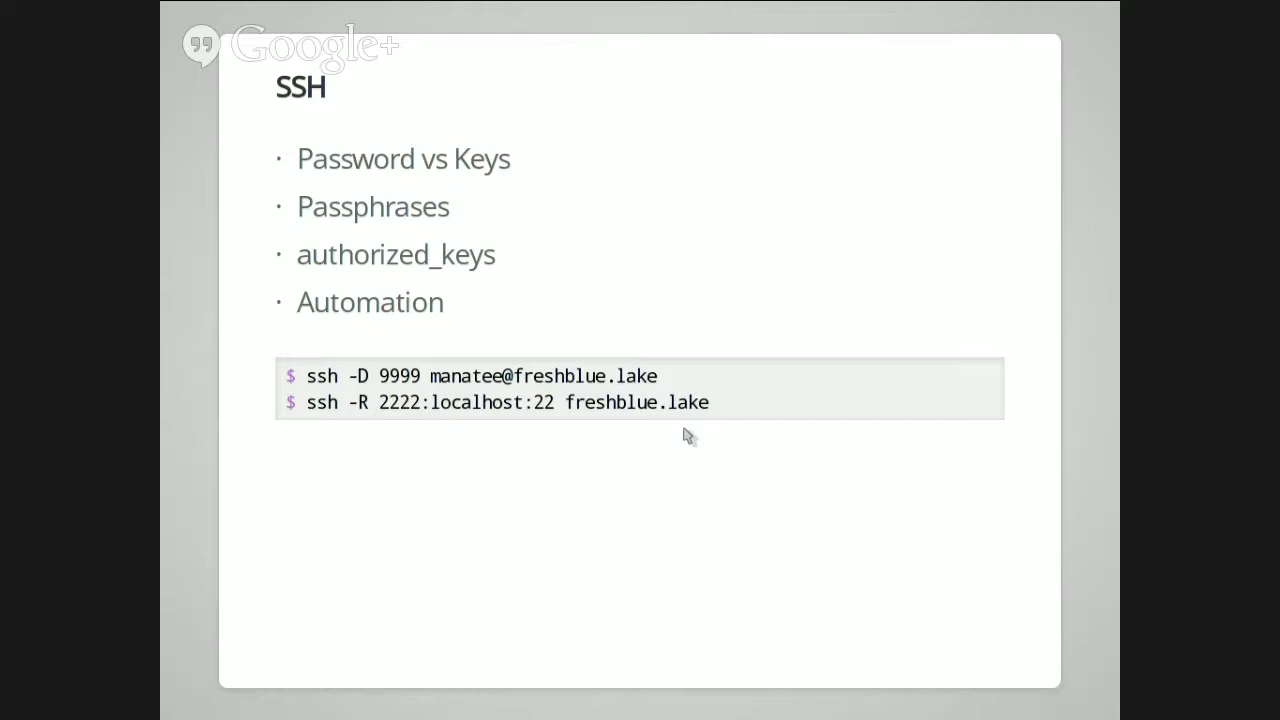 Google+
SSH
· Password vs Keys
· Passphrases
· authorized_keys
· Automation
$ ssh -D 9999 manatee@freshblue.lake
$ ssh -R 2222:localhost:22 freshblue.lake